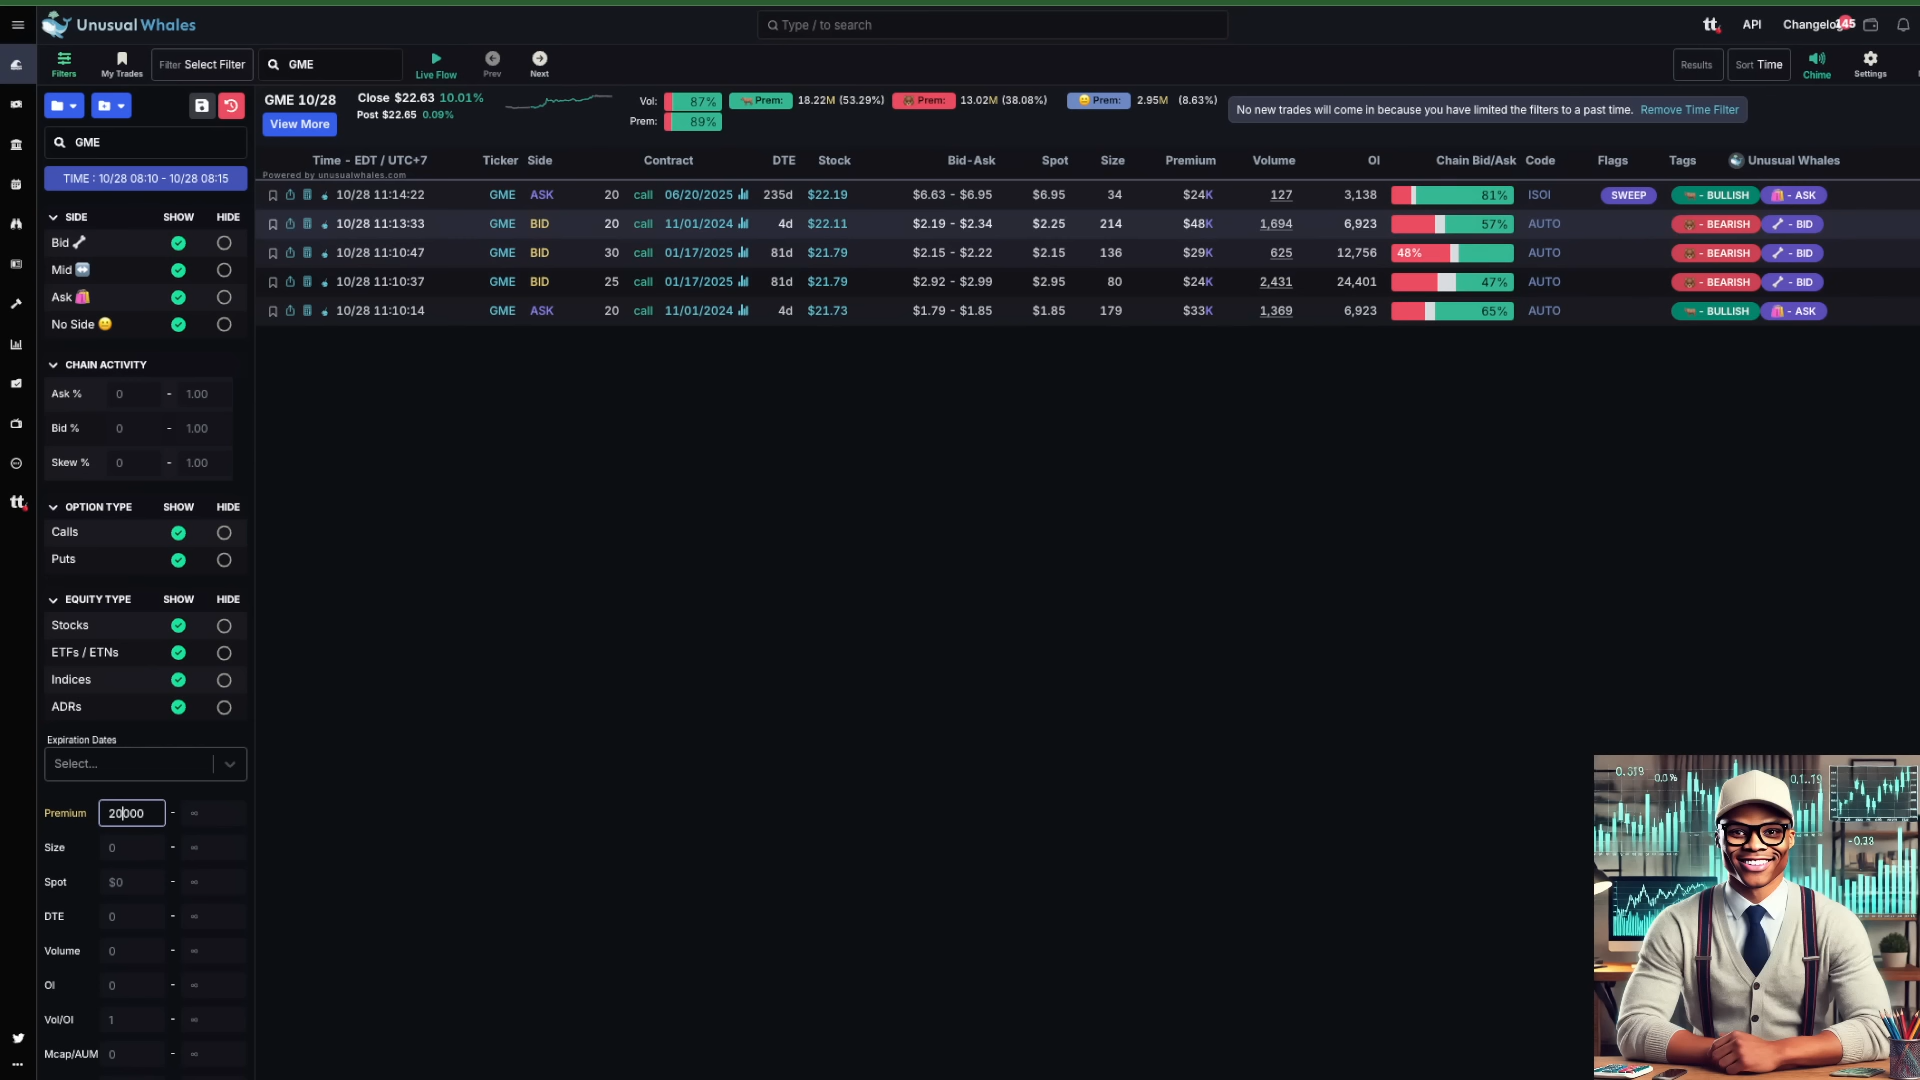 Unusual Whales
Type / to search
tt
API
Changelo
145
Filters
My Trades
Filter Select Filter
GME
Live Flow
Prev
Next
Results
Sort Time
Chime
Settings
GME 10/28
Close $22.63 10.01%
Post $22.65 0.09%
View More
Vol: 87%
Prem: 89%
Prem: 18.22M (53.29%)
Prem: 13.02M (38.08%)
Prem: 2.95M (8.63%)
No new trades will come in because you have limited the filters to a past time. Remove Time Filter
GME
TIME : 10/28 08:10 - 10/28 08:15
SIDE SHOW HIDE
Bid
Mid
Ask
No Side
CHAIN ACTIVITY
Ask % 0 - 1.00
Bid % 0 - 1.00
Skew % 0 - 1.00
OPTION TYPE SHOW HIDE
Calls
Puts
EQUITY TYPE SHOW HIDE
Stocks
ETFs / ETNs
Indices
ADRs
Expiration Dates
Select...
Premium 20000 - ∞
Size 0 - ∞
Spot $0 - ∞
DTE 0 - ∞
Volume 0 - ∞
OI 0 - ∞
Vol/OI 1 - ∞
Mcap/AUM 0 - ∞
tt
Time - EDT / UTC+7 Ticker Side Contract DTE Stock Bid-Ask Spot Size Premium Volume OI Chain Bid/Ask Code Flags Tags Unusual Whales
Powered by unusualwhales.com
10/28 11:14:22 GME ASK 20 call 06/20/2025 235d $22.19 $6.63 - $6.95 $6.95 34 $24K 127 3,138 81% ISOI SWEEP - BULLISH - ASK
10/28 11:13:33 GME BID 20 call 11/01/2024 4d $22.11 $2.19 - $2.34 $2.25 214 $48K 1,694 6,923 57% AUTO - BEARISH - BID
10/28 11:10:47 GME BID 30 call 01/17/2025 81d $21.79 $2.15 - $2.22 $2.15 136 $29K 625 12,756 48% AUTO - BEARISH - BID
10/28 11:10:37 GME BID 25 call 01/17/2025 81d $21.79 $2.92 - $2.99 $2.95 80 $24K 2,431 24,401 47% AUTO - BEARISH - BID
10/28 11:10:14 GME ASK 20 call 11/01/2024 4d $21.73 $1.79 - $1.85 $1.85 179 $33K 1,369 6,923 65% AUTO - BULLISH - ASK